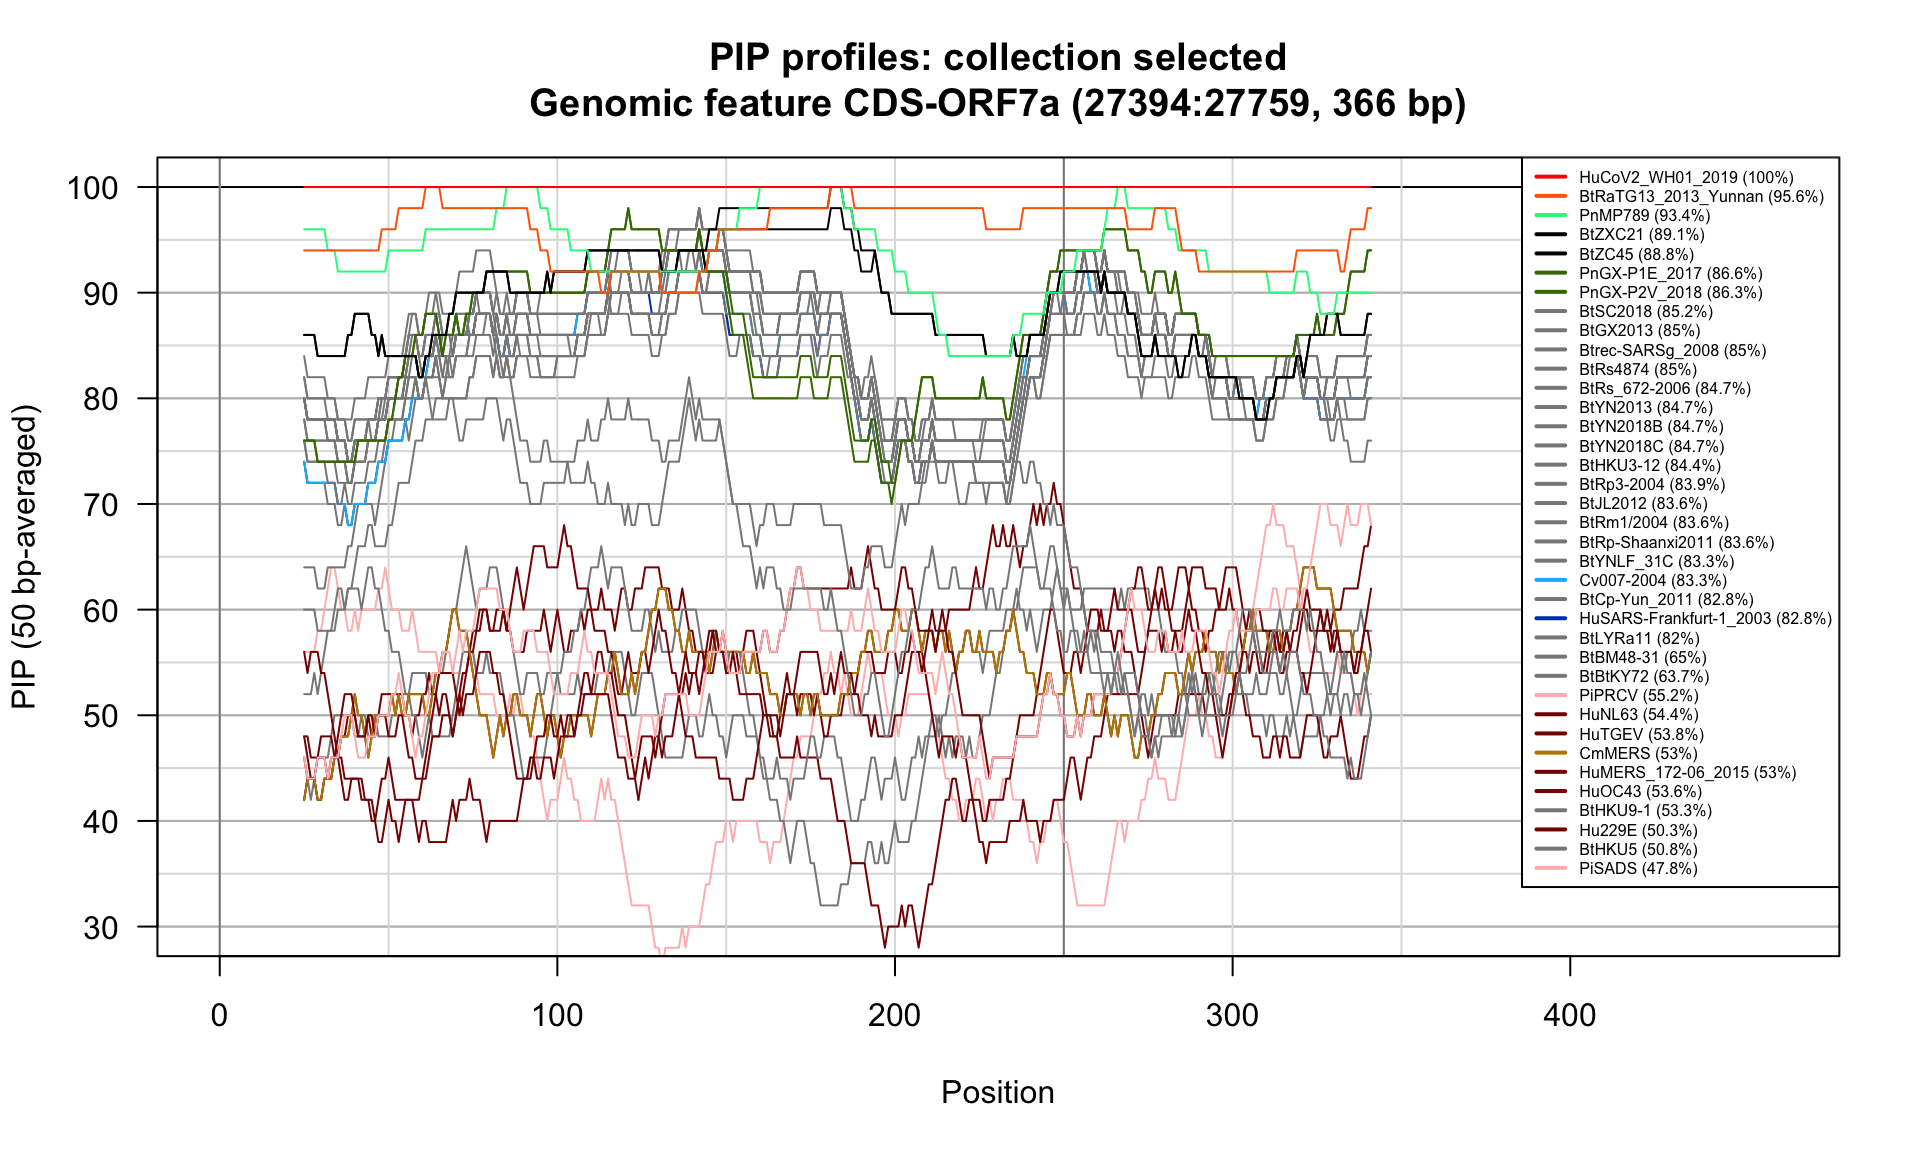 PIP profiles: collection selected
Genomic feature CDS-ORF7a (27394:27759, 366 bp)
PIP (50 bp-averaged)
100
90
80
70
60
50
40
30
0
100
200
300
400
Position
HuCoV2_WH01_2019 (100%)
BtRaTG13_2013_Yunnan (95.6%)
PnMP789 (93.4%)
BtZXC21 (89.1%)
BtZC45 (88.8%)
PnGX-P1E_2017 (86.6%)
PnGX-P2V_2018 (86.3%)
BtSC2018 (85.2%)
BtGX2013 (85%)
Btrec-SARSg_2008 (85%)
BtRs4874 (85%)
BtRs_672-2006 (84.7%)
BtYN2013 (84.7%)
BtYN2018B (84.7%)
BtYN2018C (84.7%)
BtHKU3-12 (84.4%)
BtRp3-2004 (83.9%)
BtJL2012 (83.6%)
BtRm1/2004 (83.6%)
BtRp-Shaanxi2011 (83.6%)
BtYNLF_31C (83.3%)
Cv007-2004 (83.3%)
BtCp-Yun_2011 (82.8%)
HuSARS-Frankfurt-1_2003 (82.8%)
BtLYRa11 (82%)
BtBM48-31 (65%)
BtBtKY72 (63.7%)
PiPRCV (55.2%)
HuNL63 (54.4%)
HuTGEV (53.8%)
CmMERS (53%)
HuMERS_172-06_2015 (53%)
HuOC43 (53.6%)
BtHKU9-1 (53.3%)
Hu229E (50.3%)
BtHKU5 (50.8%)
PiSADS (47.8%)